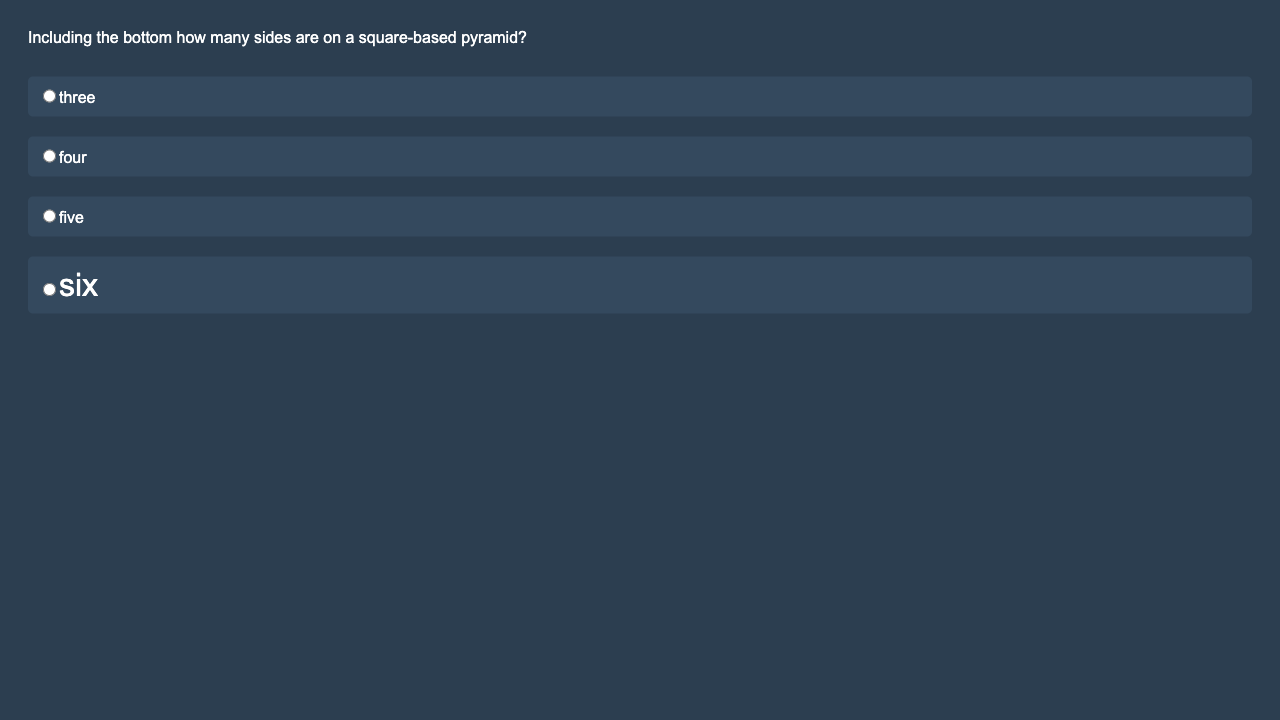 Including the bottom how many sides are on a square-based pyramid?
three
four
five
six